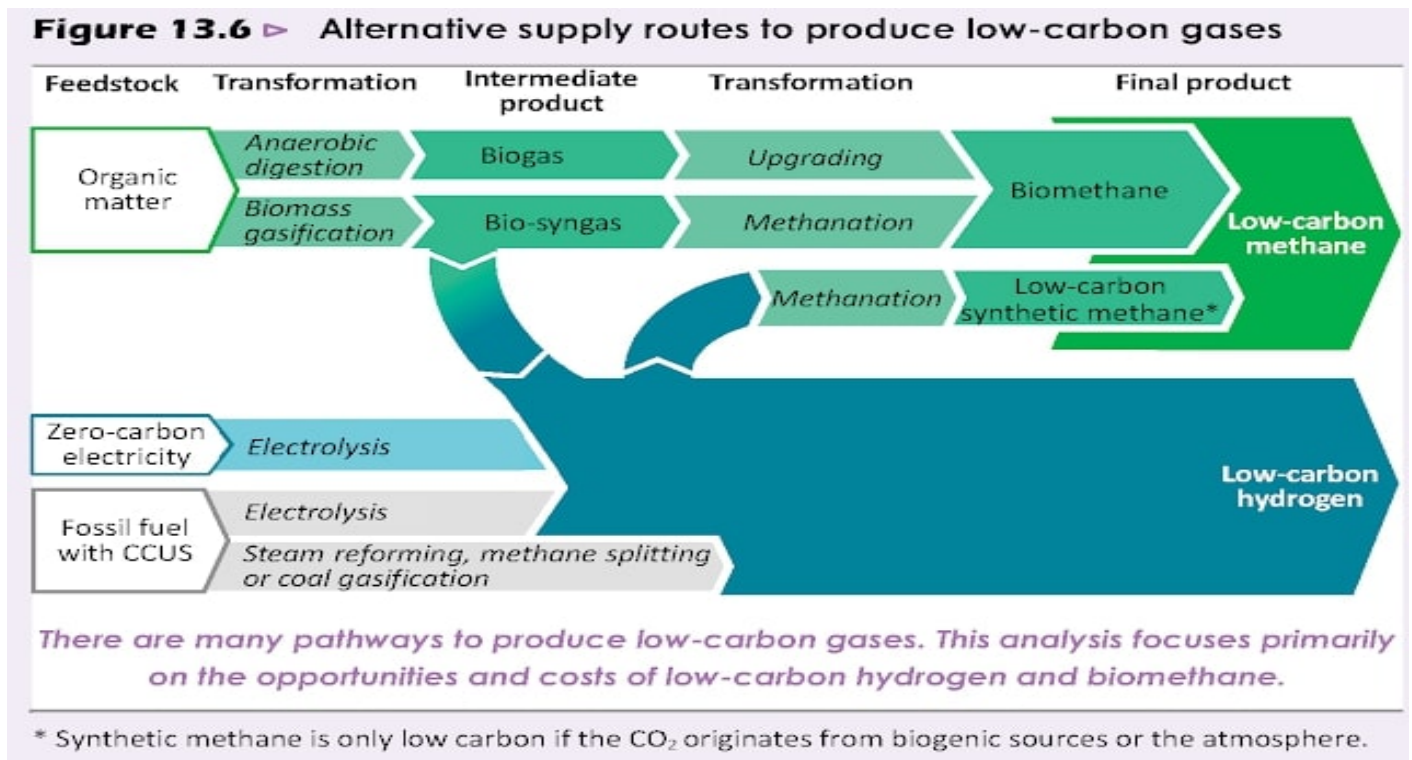 Figure 13.6 ▷ Alternative supply routes to produce low-carbon gases
Feedstock Transformation Intermediate product Transformation Final product
Organic
matter
Anaerobic
digestion
Biogas
Upgrading
Biomass
gasification
Bio-syngas
Methanation
Biomethane
Low-carbon
methane
Methanation
Low-carbon
synthetic methane*
Zero-carbon
electricity
Electrolysis
Fossil fuel
with CCUS
Electrolysis
Steam reforming, methane splitting
or coal gasification
Low-carbon
hydrogen
There are many pathways to produce low-carbon gases. This analysis focuses primarily
on the opportunities and costs of low-carbon hydrogen and biomethane.
* Synthetic methane is only low carbon if the CO₂ originates from biogenic sources or the atmosphere.